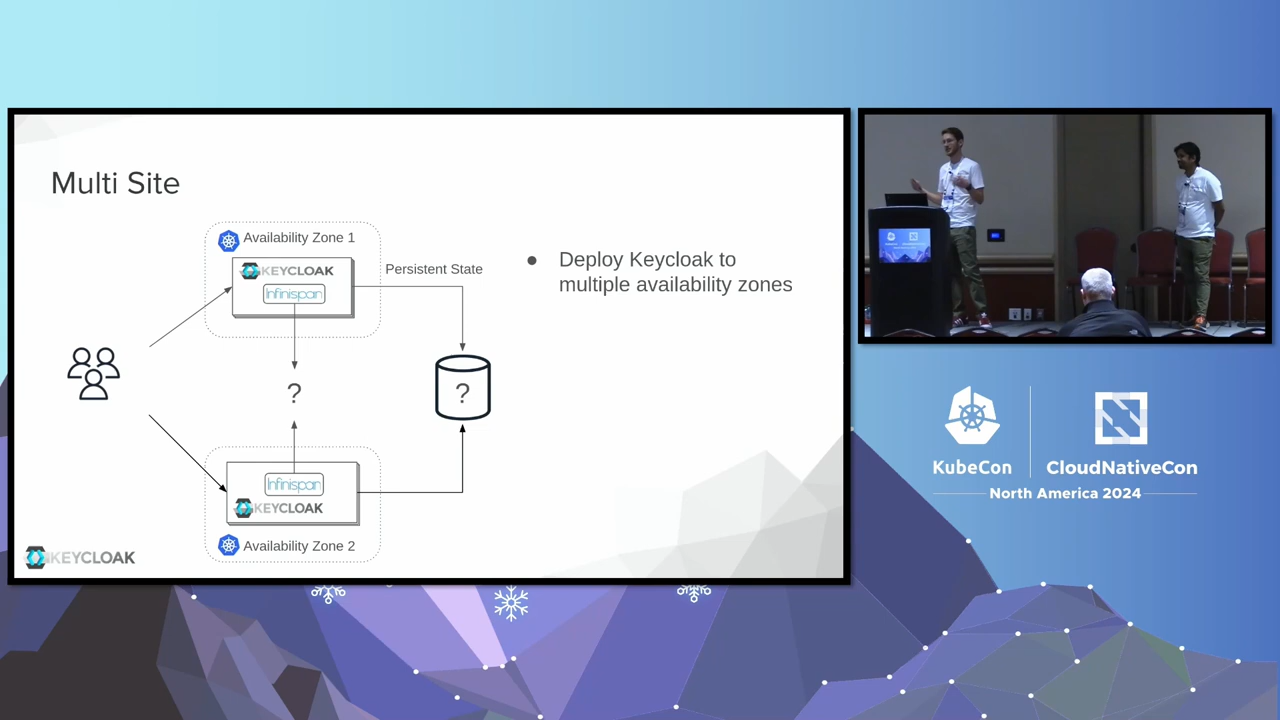 Multi Site
Availability Zone 1
KEYCLOAK
Infinispan
Persistent State
?
?
Infinispan
KEYCLOAK
Availability Zone 2
● Deploy Keycloak to
multiple availability zones
KEYCLOAK
KubeCon
CloudNativeCon
North America 2024